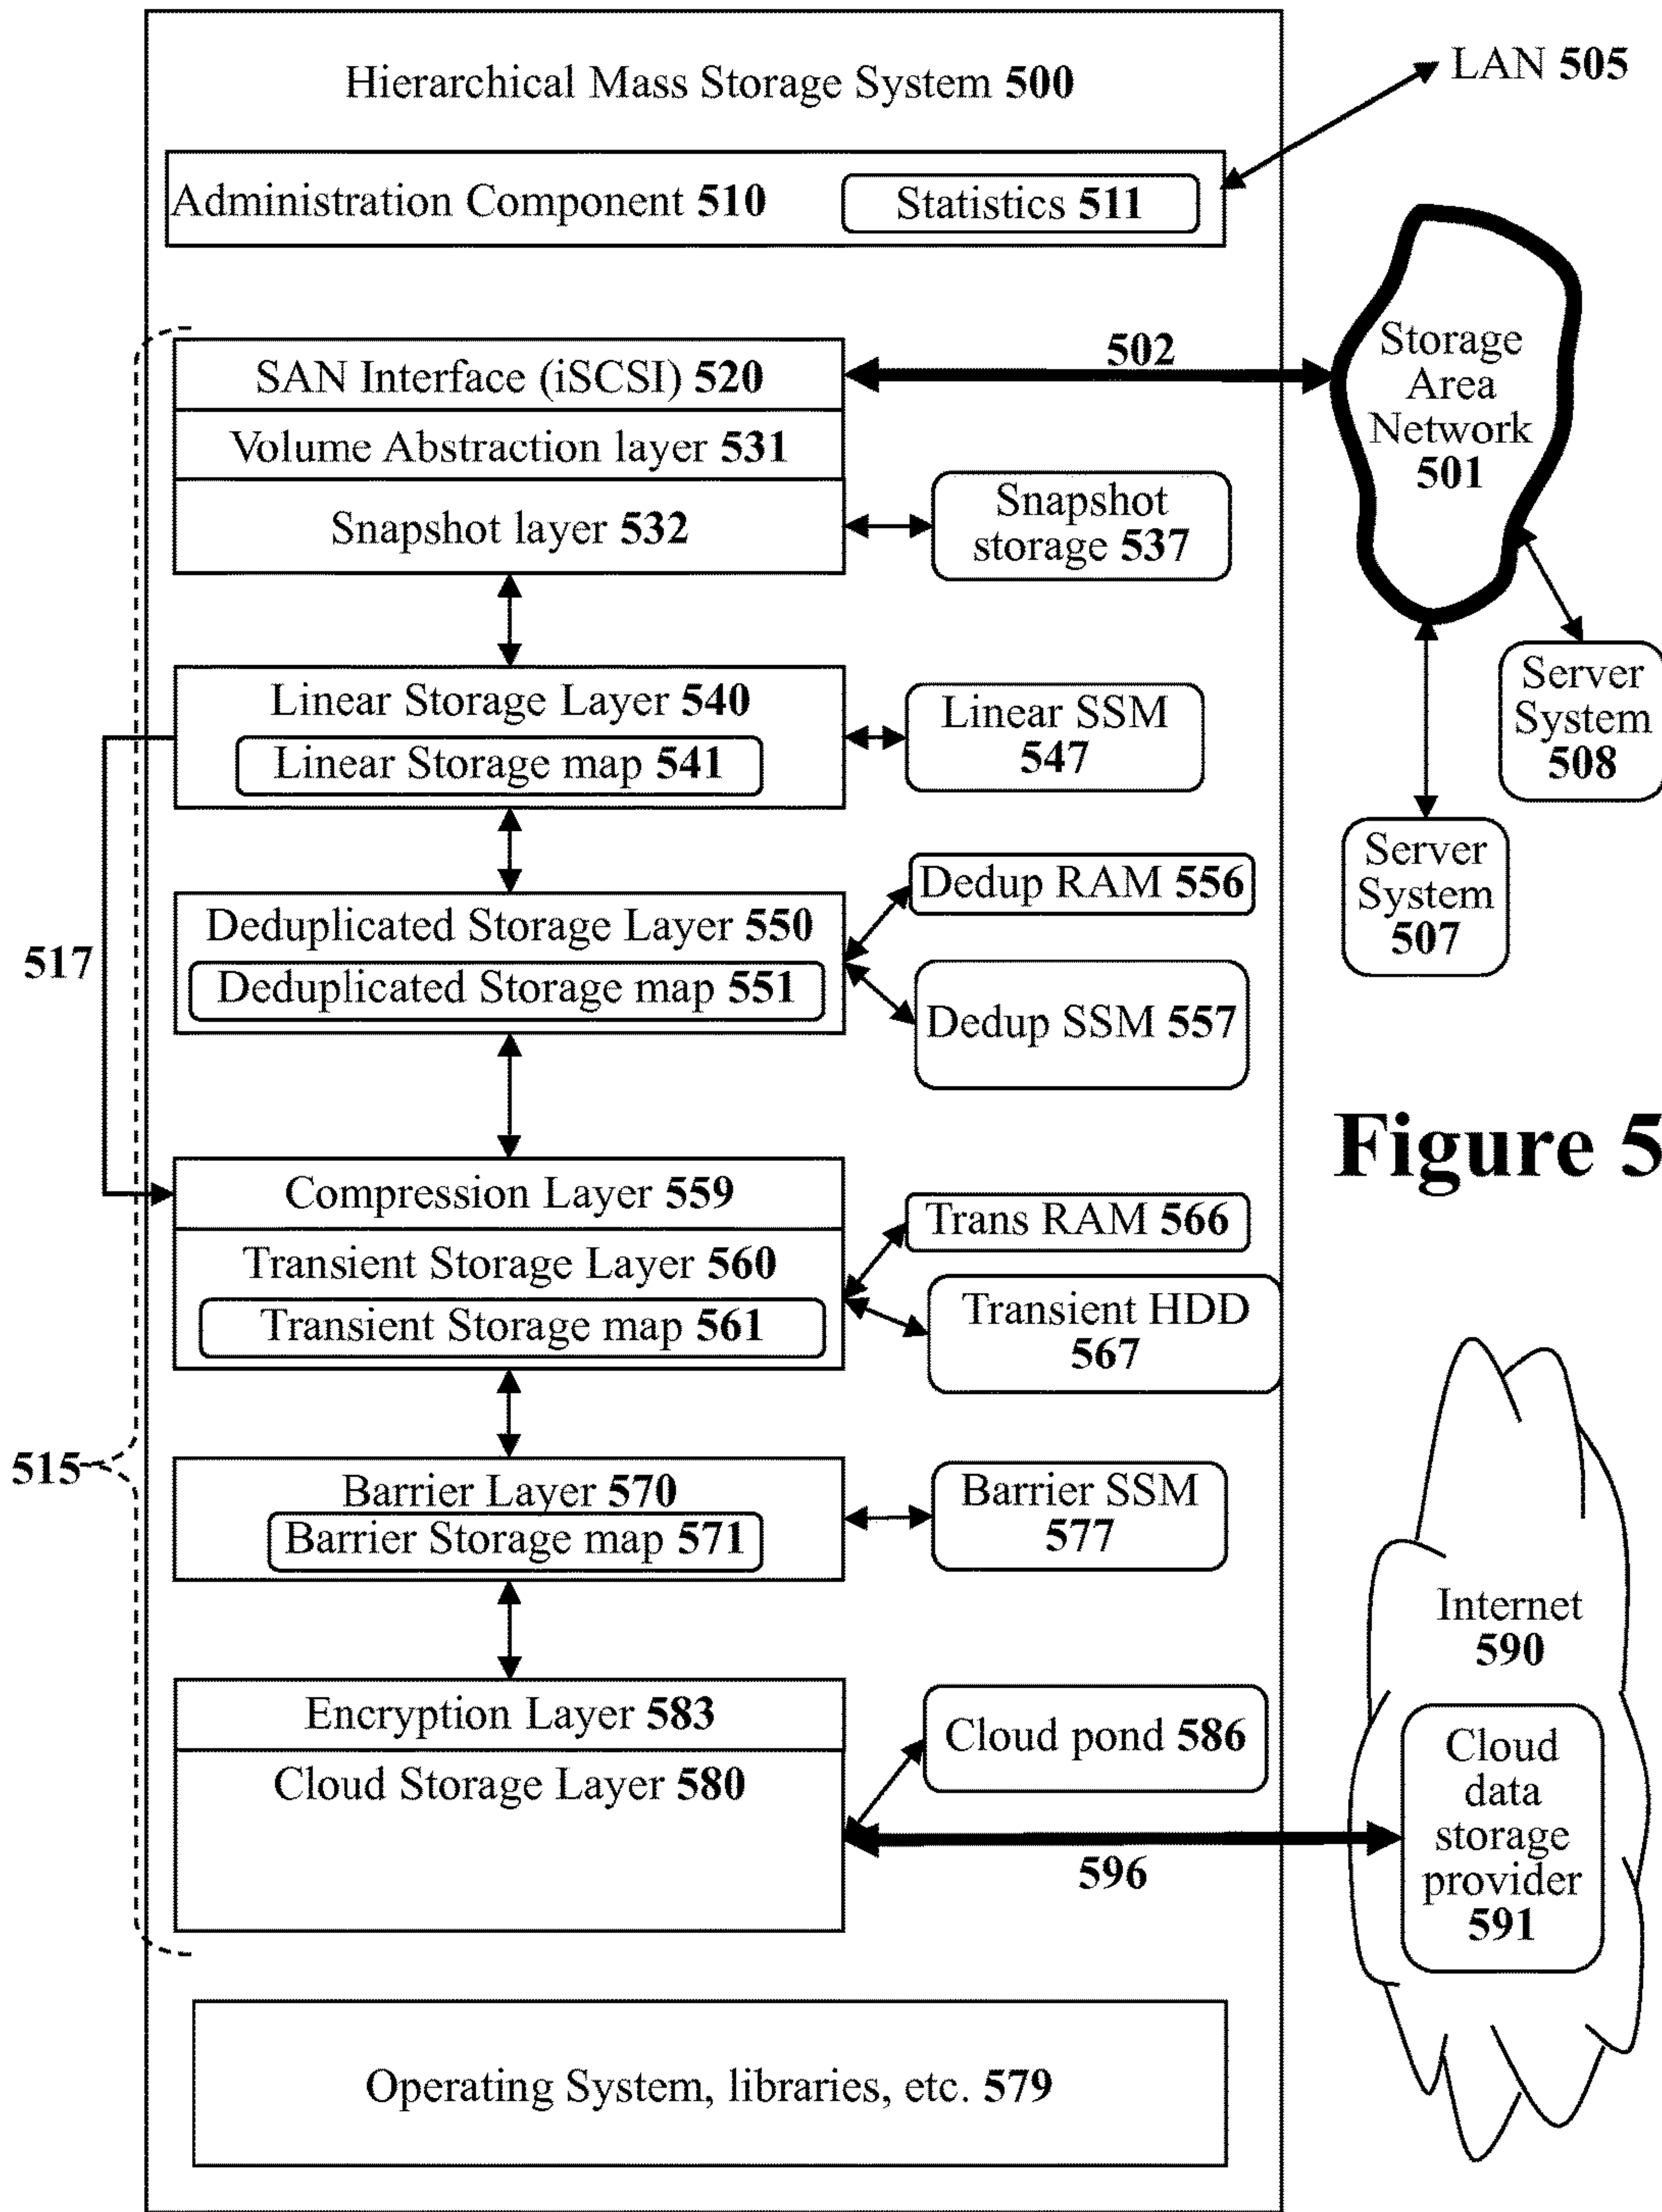 Hierarchical Mass Storage System 500
LAN 505
Administration Component 510
Statistics 511
SAN Interface (iSCSI) 520
502
Storage
Area
Network
501
Volume Abstraction layer 531
Snapshot layer 532
Snapshot
storage 537
Server
System
508
Linear Storage Layer 540
Linear Storage map 541
Linear SSM
547
Server
System
507
517
Deduplicated Storage Layer 550
Deduplicated Storage map 551
Dedup RAM 556
Dedup SSM 557
Figure 5
Compression Layer 559
Transient Storage Layer 560
Transient Storage map 561
Trans RAM 566
Transient HDD
567
515
Barrier Layer 570
Barrier Storage map 571
Barrier SSM
577
Internet
590
Encryption Layer 583
Cloud Storage Layer 580
Cloud pond 586
596
Cloud
data
storage
provider
591
Operating System, libraries, etc. 579